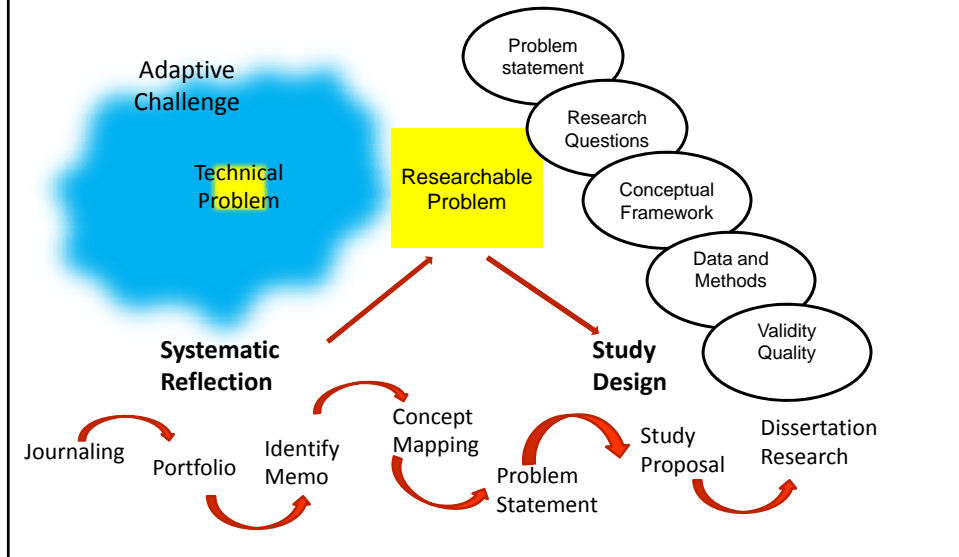 Adaptive
Challenge
Technical
Problem
Researchable
Problem
Problem
statement
Research
Questions
Conceptual
Framework
Data and
Methods
Validity
Quality
Systematic
Reflection
Study
Design
Journaling
Portfolio
Identify
Memo
Concept
Mapping
Problem
Statement
Study
Proposal
Dissertation
Research